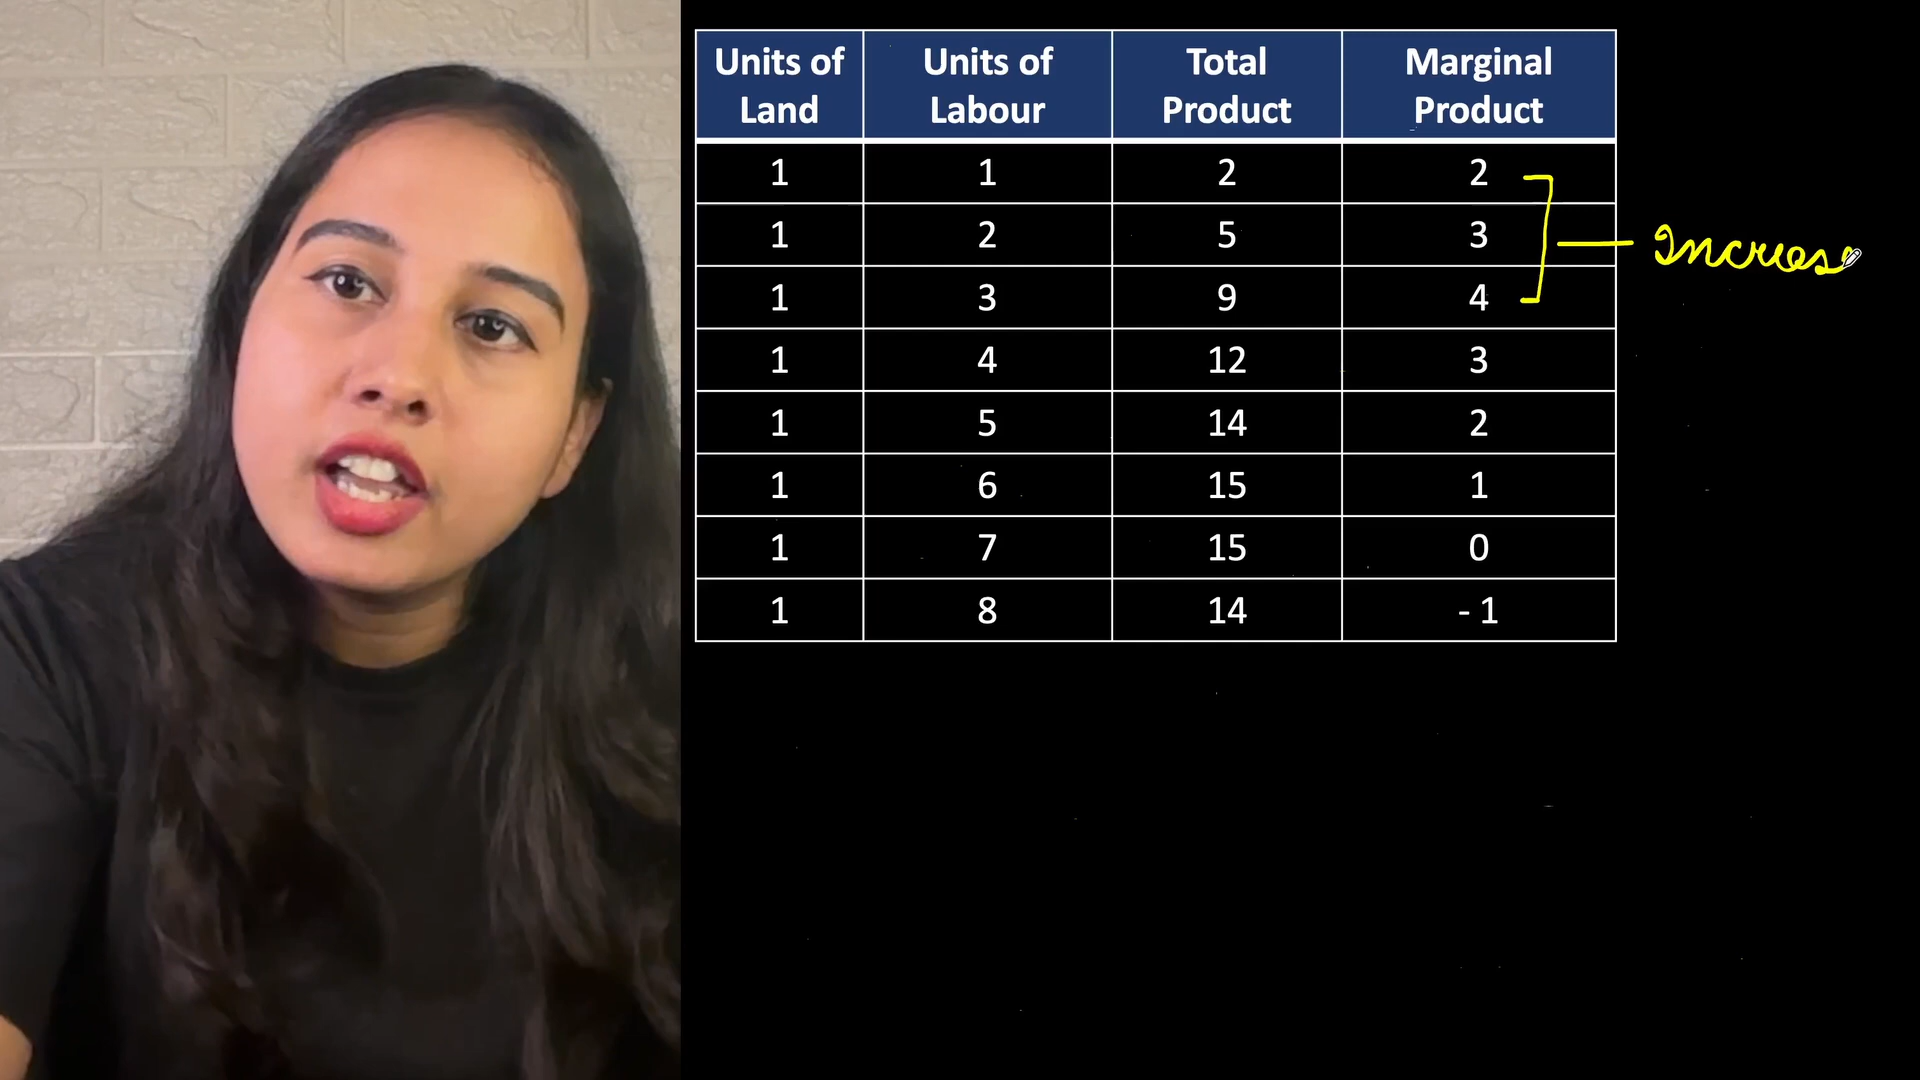 Units of Land Units of Labour Total Product Marginal Product
1 1 2 2
1 2 5 3
1 3 9 4
1 4 12 3
1 5 14 2
1 6 15 1
1 7 15 0
1 8 14 - 1
Increas